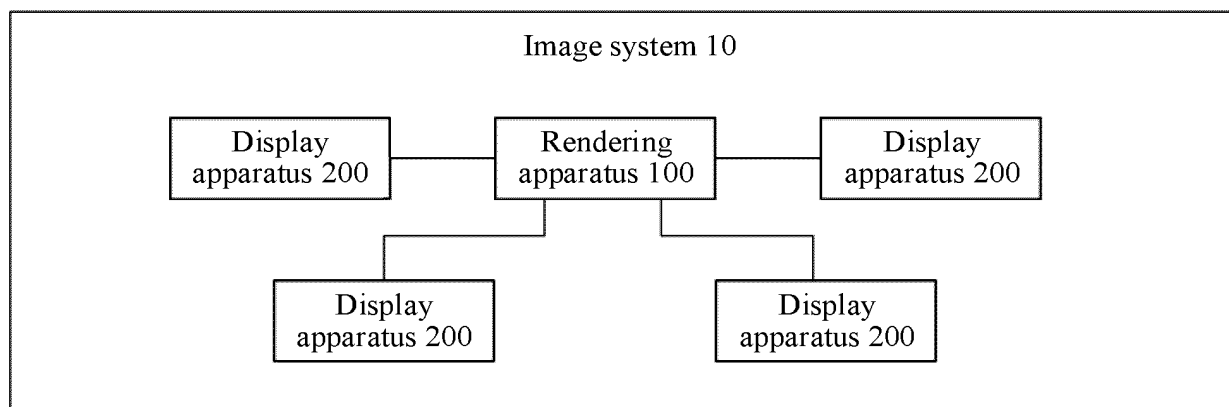 Image system 10
Display
apparatus 200
Rendering
apparatus 100
Display
apparatus 200
Display
apparatus 200
Display
apparatus 200